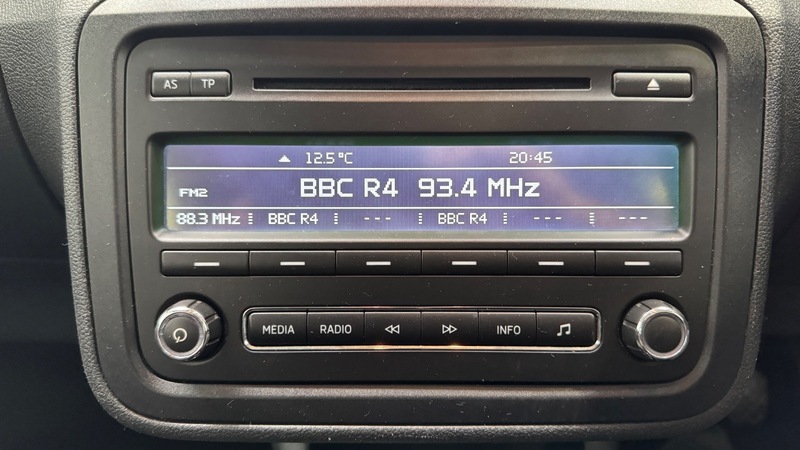 AS TP
12.5 °C 20:45
FM2 BBC R4 93.4 MHz
88.3 MHz BBC R4 --- BBC R4 --- ---
MEDIA RADIO INFO